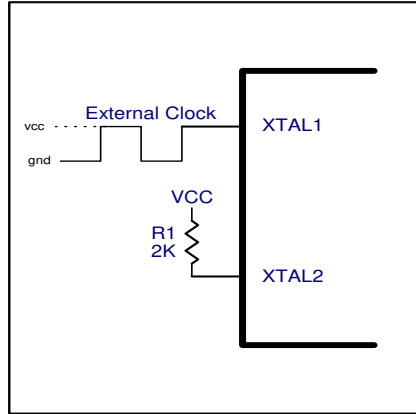 External Clock
vcc
XTAL1
gnd
VCC
R1
2K
XTAL2